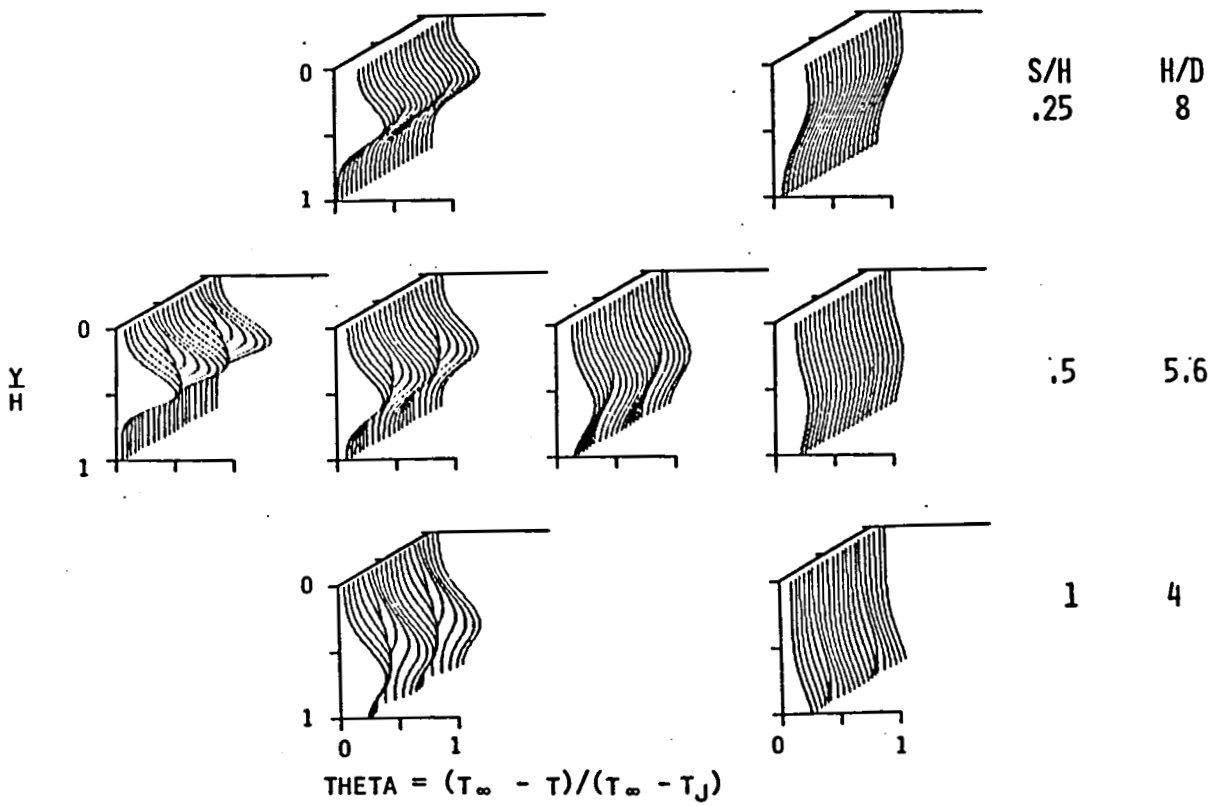 S/H H/D
0
.25 8
1
0
Y/H
.5 5.6
1
0
1 4
1
0 1 0 1
THETA = (T∞ - T)/(T∞ - TJ)